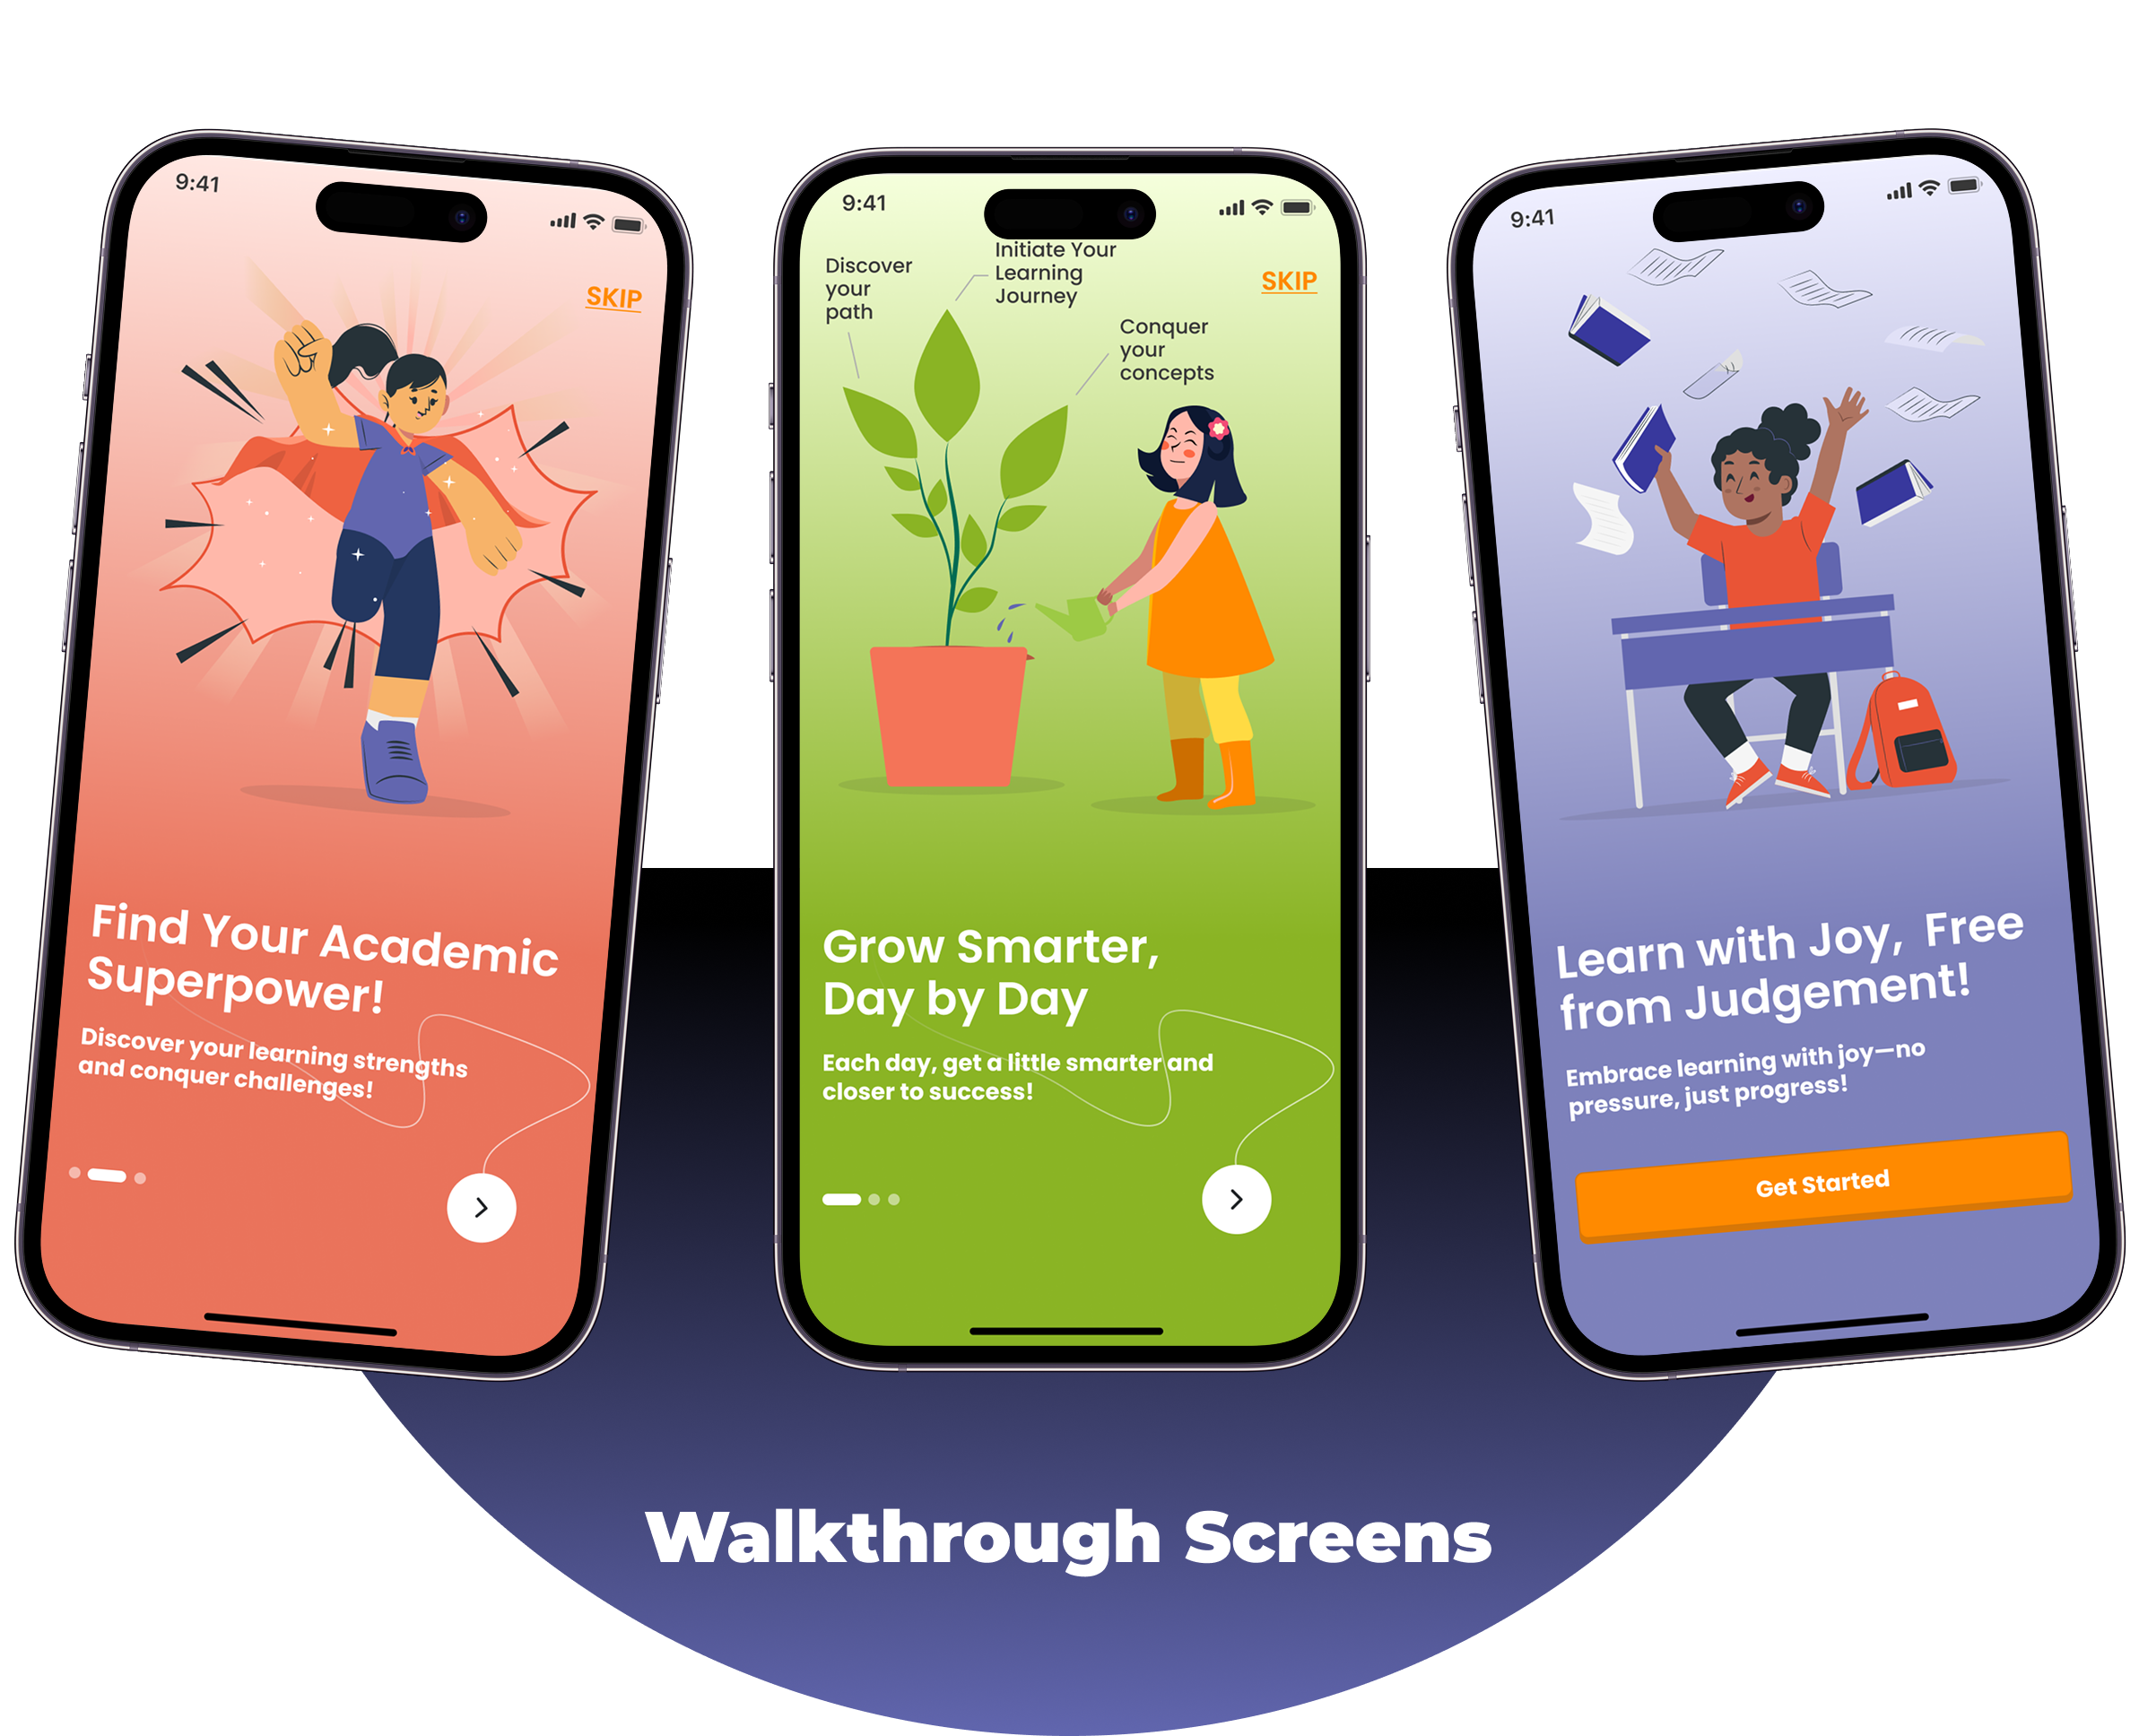 9:41
SKIP
Find Your Academic
Superpower!
Discover your learning strengths
and conquer challenges!
9:41
Discover
your
path
Initiate Your
Learning
Journey
SKIP
Conquer
your
concepts
Grow Smarter,
Day by Day
Each day, get a little smarter and
closer to success!
9:41
Learn with Joy,  Free
from Judgement!
Embrace learning with joy—no
pressure, just progress!
Get Started
Walkthrough Screens